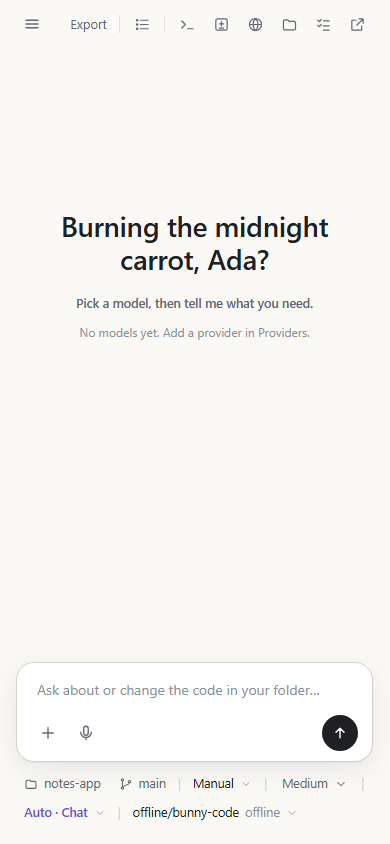 Export
Burning the midnight
carrot, Ada?
Pick a model, then tell me what you need.
No models yet. Add a provider in Providers.
Ask about or change the code in your folder...
notes-app main Manual Medium
Auto · Chat offline/bunny-code offline